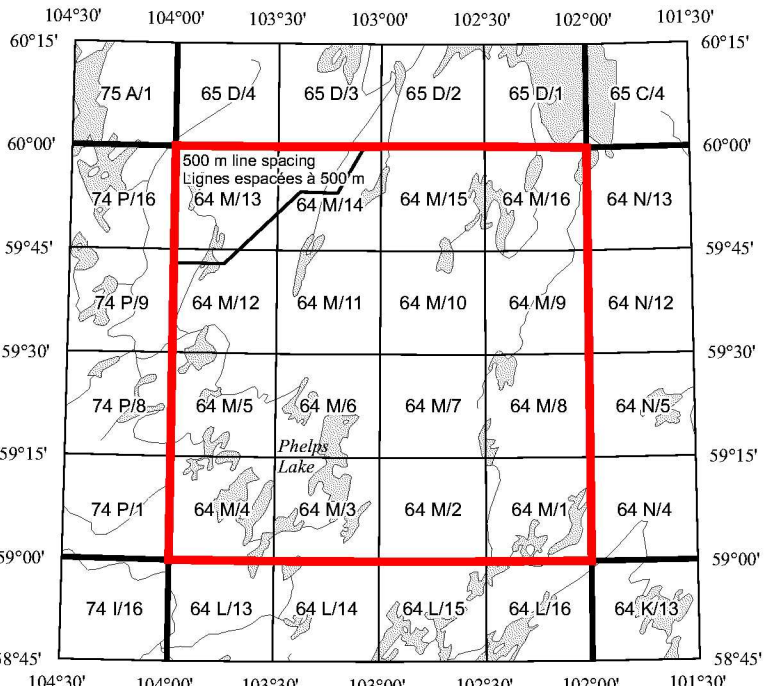 104°30' 104°00' 103°30' 103°00' 102°30' 102°00' 101°30'
60°15' 60°15'
75 A/1 65 D/4 65 D/3 65 D/2 65 D/1 65 C/4
60°00' 60°00'
500 m line spacing
Lignes espacées à 500 m
74 P/16 64 M/13 64 M/14 64 M/15 64 M/16 64 N/13
59°45' 59°45'
74 P/9 64 M/12 64 M/11 64 M/10 64 M/9 64 N/12
59°30' 59°30'
74 P/8 64 M/5 64 M/6 64 M/7 64 M/8 64 N/5
Phelps
59°15' 59°15'
Lake
74 P/1 64 M/4 64 M/3 64 M/2 64 M/1 64 N/4
59°00' 59°00'
74 I/16 64 L/13 64 L/14 64 L/15 64 L/16 64 K/13
58°45' 58°45'
104°30' 104°00' 103°30' 103°00' 102°30' 102°00' 101°30'